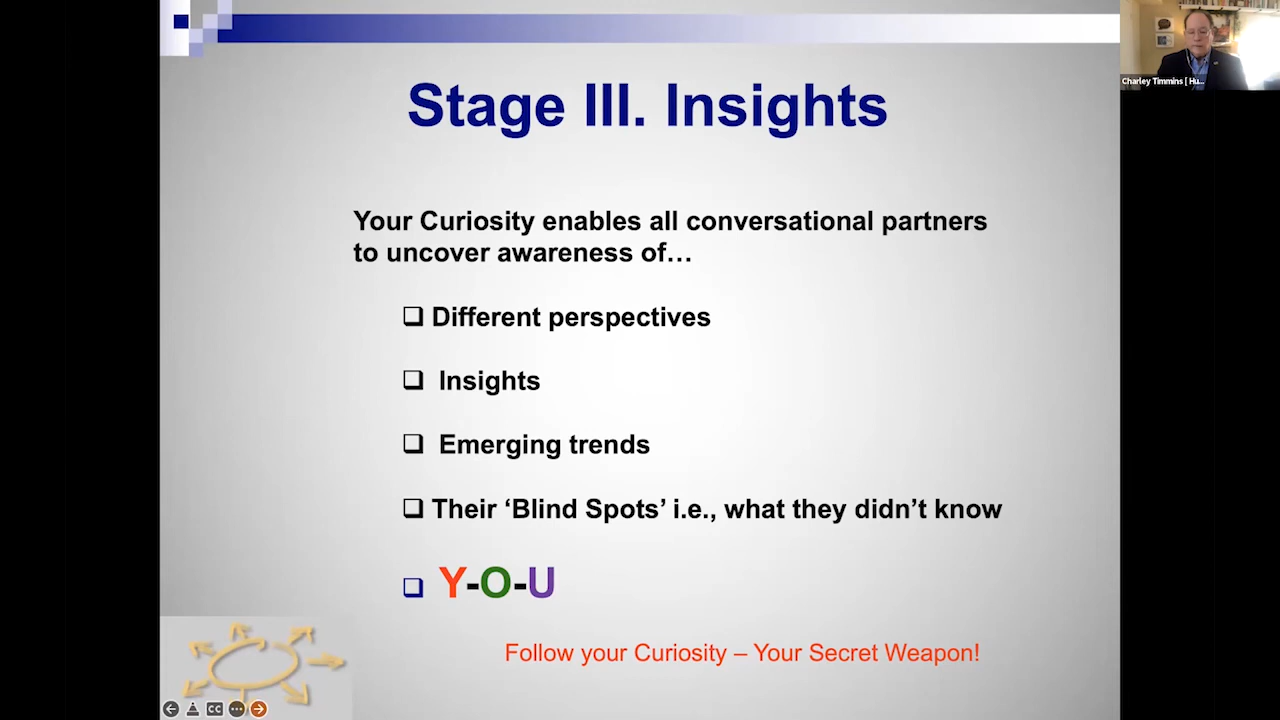 Stage III. Insights
Charley Timmins [ Hu...
Your Curiosity enables all conversational partners
to uncover awareness of…
❑ Different perspectives
❑ Insights
❑ Emerging trends
❑ Their ‘Blind Spots’ i.e., what they didn’t know
❑ Y-O-U
Follow your Curiosity – Your Secret Weapon!
CC